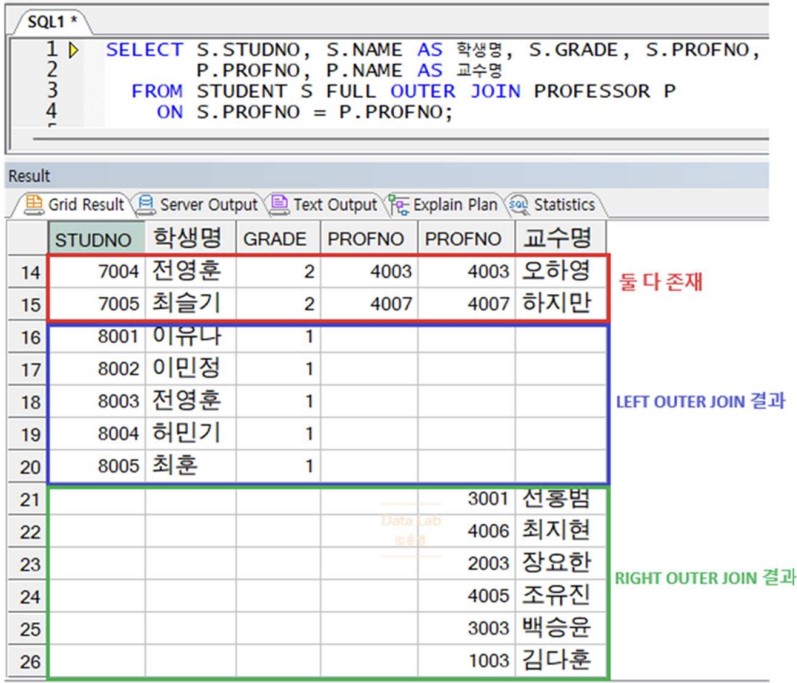 SQL1 *
1 SELECT S.STUDNO, S.NAME AS 학생명, S.GRADE, S.PROFNO,
2 P.PROFNO, P.NAME AS 교수명
3 FROM STUDENT S FULL OUTER JOIN PROFESSOR P
4 ON S.PROFNO = P.PROFNO;
Result
Grid Result Server Output Text Output Explain Plan SQL Statistics
STUDNO 학생명 GRADE PROFNO PROFNO 교수명
14 7004 전영훈 2 4003 4003 오하영
15 7005 최슬기 2 4007 4007 하지만
둘 다 존재
16 8001 이유나 1
17 8002 이민정 1
18 8003 전영훈 1
19 8004 허민기 1
20 8005 최훈 1
LEFT OUTER JOIN 결과
21 3001 선홍범
22 4006 최지현
23 2003 장요한
24 4005 조유진
25 3003 백승윤
26 1003 김다훈
RIGHT OUTER JOIN 결과
Data Lab